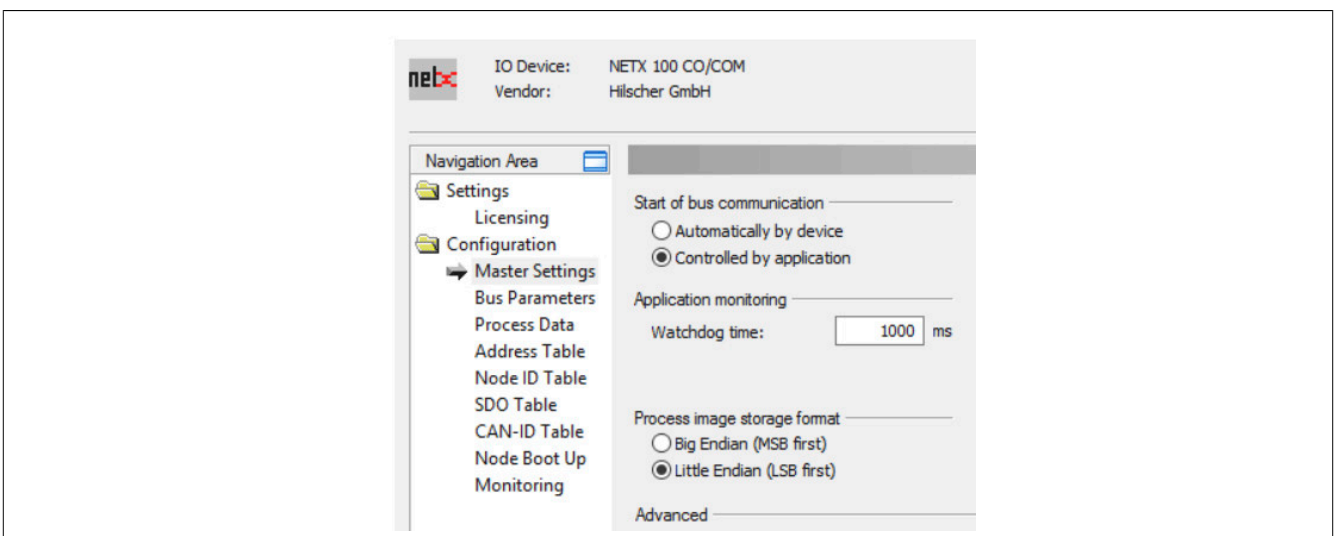 netx
IO Device: NETX 100 CO/COM
Vendor: Hilscher GmbH
Navigation Area
Settings
Licensing
Configuration
Master Settings
Bus Parameters
Process Data
Address Table
Node ID Table
SDO Table
CAN-ID Table
Node Boot Up
Monitoring
Start of bus communication
Automatically by device
Controlled by application
Application monitoring
Watchdog time: 1000 ms
Process image storage format
Big Endian (MSB first)
Little Endian (LSB first)
Advanced